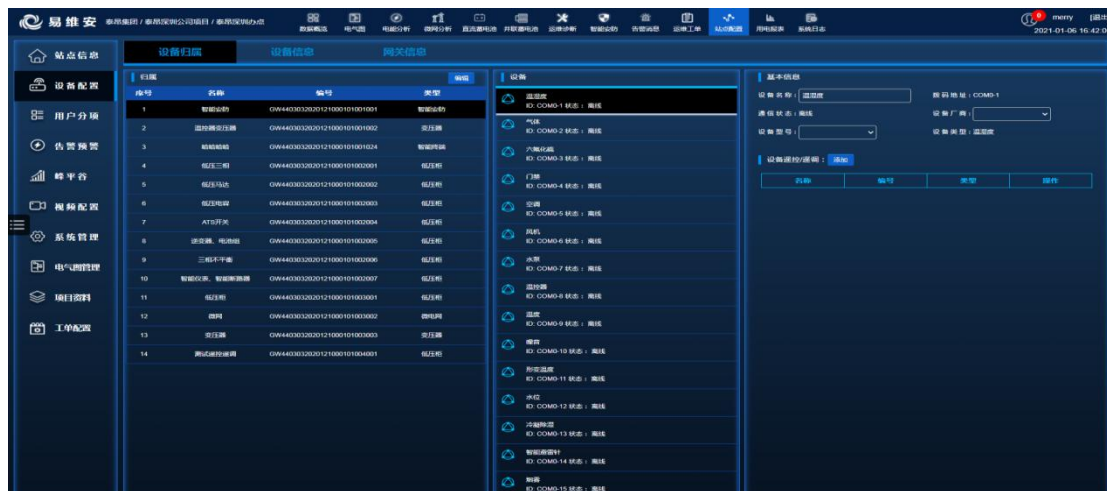 易维安 泰昂集团 / 泰昂深圳公司项目 / 泰昂深圳办点
数据概览 电气图 电能分析 微网分析 直流蓄电池 并联蓄电池 运维诊断 智能安防 告警消息 运维工单 站点配置 用电报表 系统日志
merry [退出
2021-01-06 16:42:0
站点信息
设备配置
用户分项
告警预警
峰平谷
视频配置
系统管理
电气图管理
项目资料
工单配置
设备归属 设备信息 网关信息
归属 编辑
序号 名称 编号 类型
1 智能安防 GW4403032020121000101001001 智能安防
2 温控器变压器 GW4403032020121000101001002 变压器
3 哈哈哈哈 GW4403032020121000101001024 智能终端
4 低压三相 GW4403032020121000101002001 低压柜
5 低压马达 GW4403032020121000101002002 低压柜
6 低压电容 GW4403032020121000101002003 低压柜
7 ATS开关 GW4403032020121000101002004 低压柜
8 逆变器、电池组 GW4403032020121000101002005 低压柜
9 三相不平衡 GW4403032020121000101002006 低压柜
10 智能仪表、智能断路器 GW4403032020121000101002007 低压柜
11 低压柜 GW4403032020121000101003001 低压柜
12 微网 GW4403032020121000101003002 微电网
13 变压器 GW4403032020121000101003003 变压器
14 测试遥控遥调 GW4403032020121000101004001 低压柜
设备
温湿度
ID: COM0-1 状态： 离线
气体
ID: COM0-2 状态： 离线
六氟化硫
ID: COM0-3 状态： 离线
门禁
ID: COM0-4 状态： 离线
空调
ID: COM0-5 状态： 离线
风机
ID: COM0-6 状态： 离线
水泵
ID: COM0-7 状态： 离线
温控器
ID: COM0-8 状态： 离线
温度
ID: COM0-9 状态： 离线
噪音
ID: COM0-10 状态： 离线
形变温度
ID: COM0-11 状态： 离线
水位
ID: COM0-12 状态： 离线
冷凝除湿
ID: COM0-13 状态： 离线
智能避雷针
ID: COM0-14 状态： 离线
烟雾
ID: COM0-15 状态： 离线
基本信息
设备名称： 温湿度 拨码地址：COM0-1
通信状态：离线 设备厂商：
设备型号： 设备类型：温湿度
设备遥控/遥调： 添加
名称 编号 类型 操作